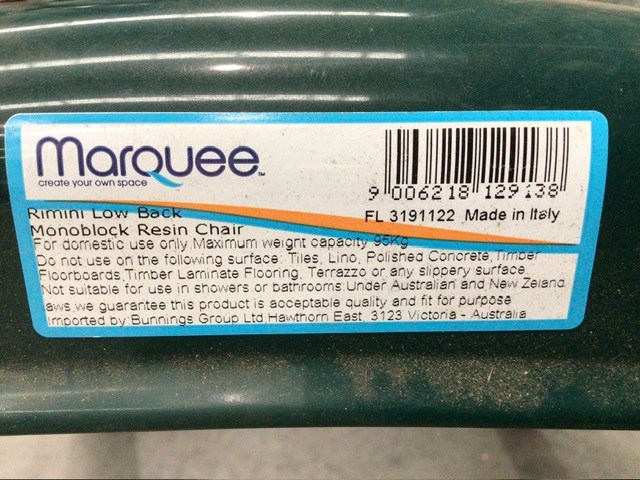 Marquee™
create your own space
9 006218 129138
Rimini Low Back
FL 3191122 Made in Italy
Monoblock Resin Chair
For domestic use only.Maximum weight capacity 95Kg
Do not use on the following surface: Tiles, Lino, Polished Concrete,Timber
Floorboards,Timber Laminate Flooring, Terrazzo or any slippery surface.
Not suitable for use in showers or bathrooms.Under Australian and New Zeland
laws we guarantee this product is acceptable quality and fit for purpose
Imported by:Bunnings Group Ltd Hawthorn East 3123 Victoria - Australia